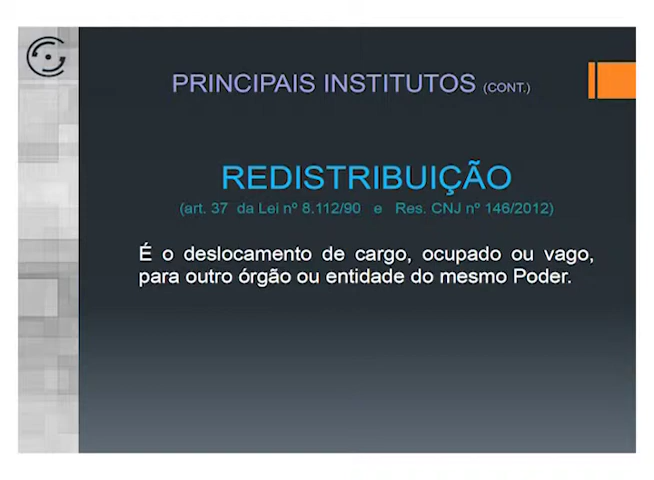 PRINCIPAIS INSTITUTOS (CONT.)
REDISTRIBUIÇÃO
(art. 37 da Lei nº 8.112/90 e Res. CNJ nº 146/2012)
É o deslocamento de cargo, ocupado ou vago,
para outro órgão ou entidade do mesmo Poder.